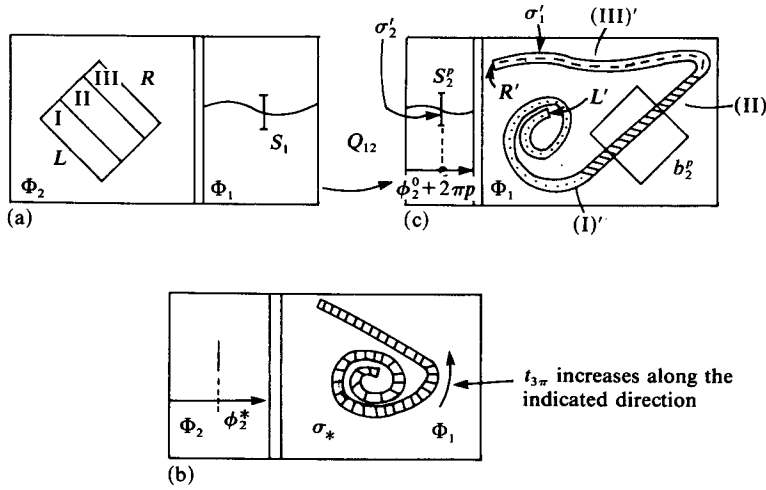 σ′₂
σ′₁
(III)′
III
R
II
I
L
S₁
Φ₂
Φ₁
(a)
Q₁₂
S₂ᵖ
R′
L′
(II)
b₂ᵖ
ϕ₂⁰ + 2πp
Φ₁
(I)′
(c)
Φ₂
ϕ₂*
σ*
Φ₁
(b)
t₃π increases along the
indicated direction